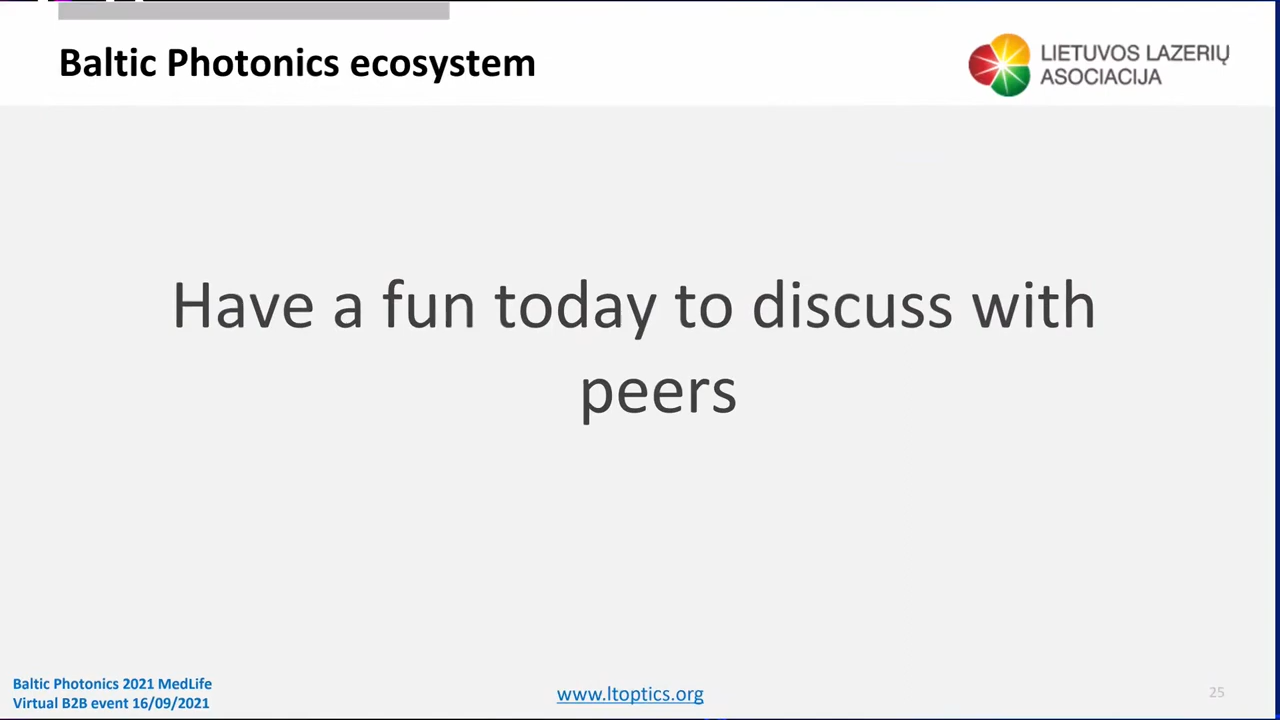 Baltic Photonics ecosystem
LIETUVOS LAZERIŲ
ASOCIACIJA
Have a fun today to discuss with
peers
Baltic Photonics 2021 MedLife
Virtual B2B event 16/09/2021
www.ltoptics.org
25